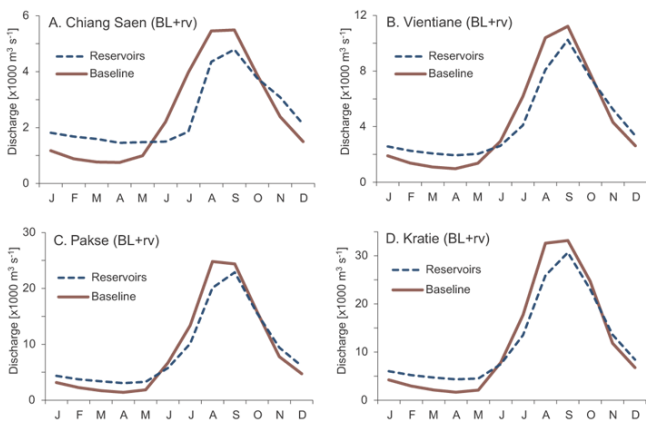 A. Chiang Saen (BL+rv)
Discharge [x1000 m³ s⁻¹]
6
4
2
0
Reservoirs
Baseline
J F M A M J J A S O N D
B. Vientiane (BL+rv)
Discharge [x1000 m³ s⁻¹]
12
8
4
0
Reservoirs
Baseline
J F M A M J J A S O N D
C. Pakse (BL+rv)
Discharge [x1000 m³ s⁻¹]
30
20
10
0
Reservoirs
Baseline
J F M A M J J A S O N D
D. Kratie (BL+rv)
Discharge [x1000 m³ s⁻¹]
30
20
10
0
Reservoirs
Baseline
J F M A M J J A S O N D